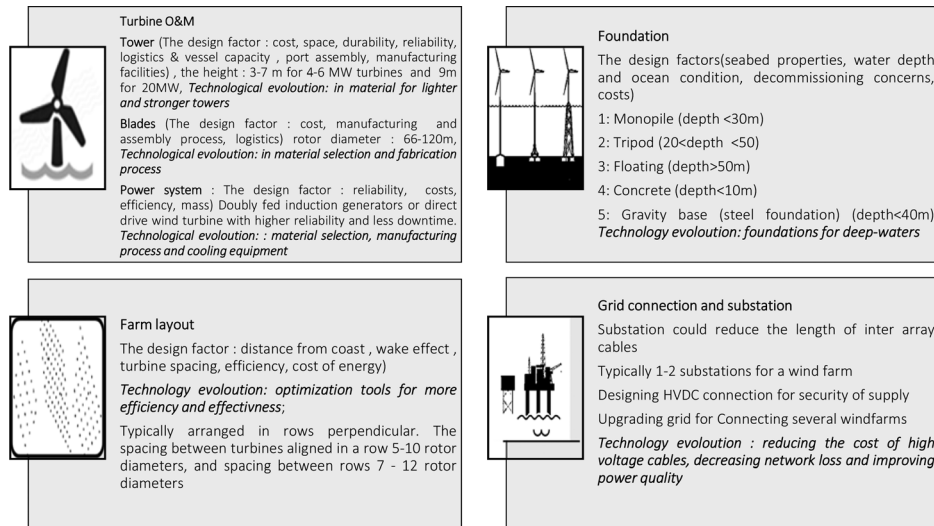 Turbine O&M
Tower (The design factor : cost, space, durability, reliability,
logistics & vessel capacity , port assembly, manufacturing
facilities) , the height : 3-7 m for 4-6 MW turbines and 9m
for 20MW, Technological evoloution: in material for lighter
and stronger towers
Blades (The design factor : cost, manufacturing and
assembly process, logistics) rotor diameter : 66-120m,
Technological evoloution: in material selection and fabrication
process
Power system : The design factor : reliability, costs,
efficiency, mass) Doubly fed induction generators or direct
drive wind turbine with higher reliability and less downtime.
Technological evoloution: : material selection, manufacturing
process and cooling equipment
Foundation
The design factors(seabed properties, water depth
and ocean condition, decommissioning concerns,
costs)
1: Monopile (depth <30m)
2: Tripod (20<depth <50)
3: Floating (depth>50m)
4: Concrete (depth<10m)
5: Gravity base (steel foundation) (depth<40m)
Technology evoloution: foundations for deep-waters
Farm layout
The design factor : distance from coast , wake effect ,
turbine spacing, efficiency, cost of energy)
Technology evoloution: optimization tools for more
efficiency and effectivness;
Typically arranged in rows perpendicular. The
spacing between turbines aligned in a row 5-10 rotor
diameters, and spacing between rows 7 - 12 rotor
diameters
Grid connection and substation
Substation could reduce the length of inter array
cables
Typically 1-2 substations for a wind farm
Designing HVDC connection for security of supply
Upgrading grid for Connecting several windfarms
Technology evoloution : reducing the cost of high
voltage cables, decreasing network loss and improving
power quality